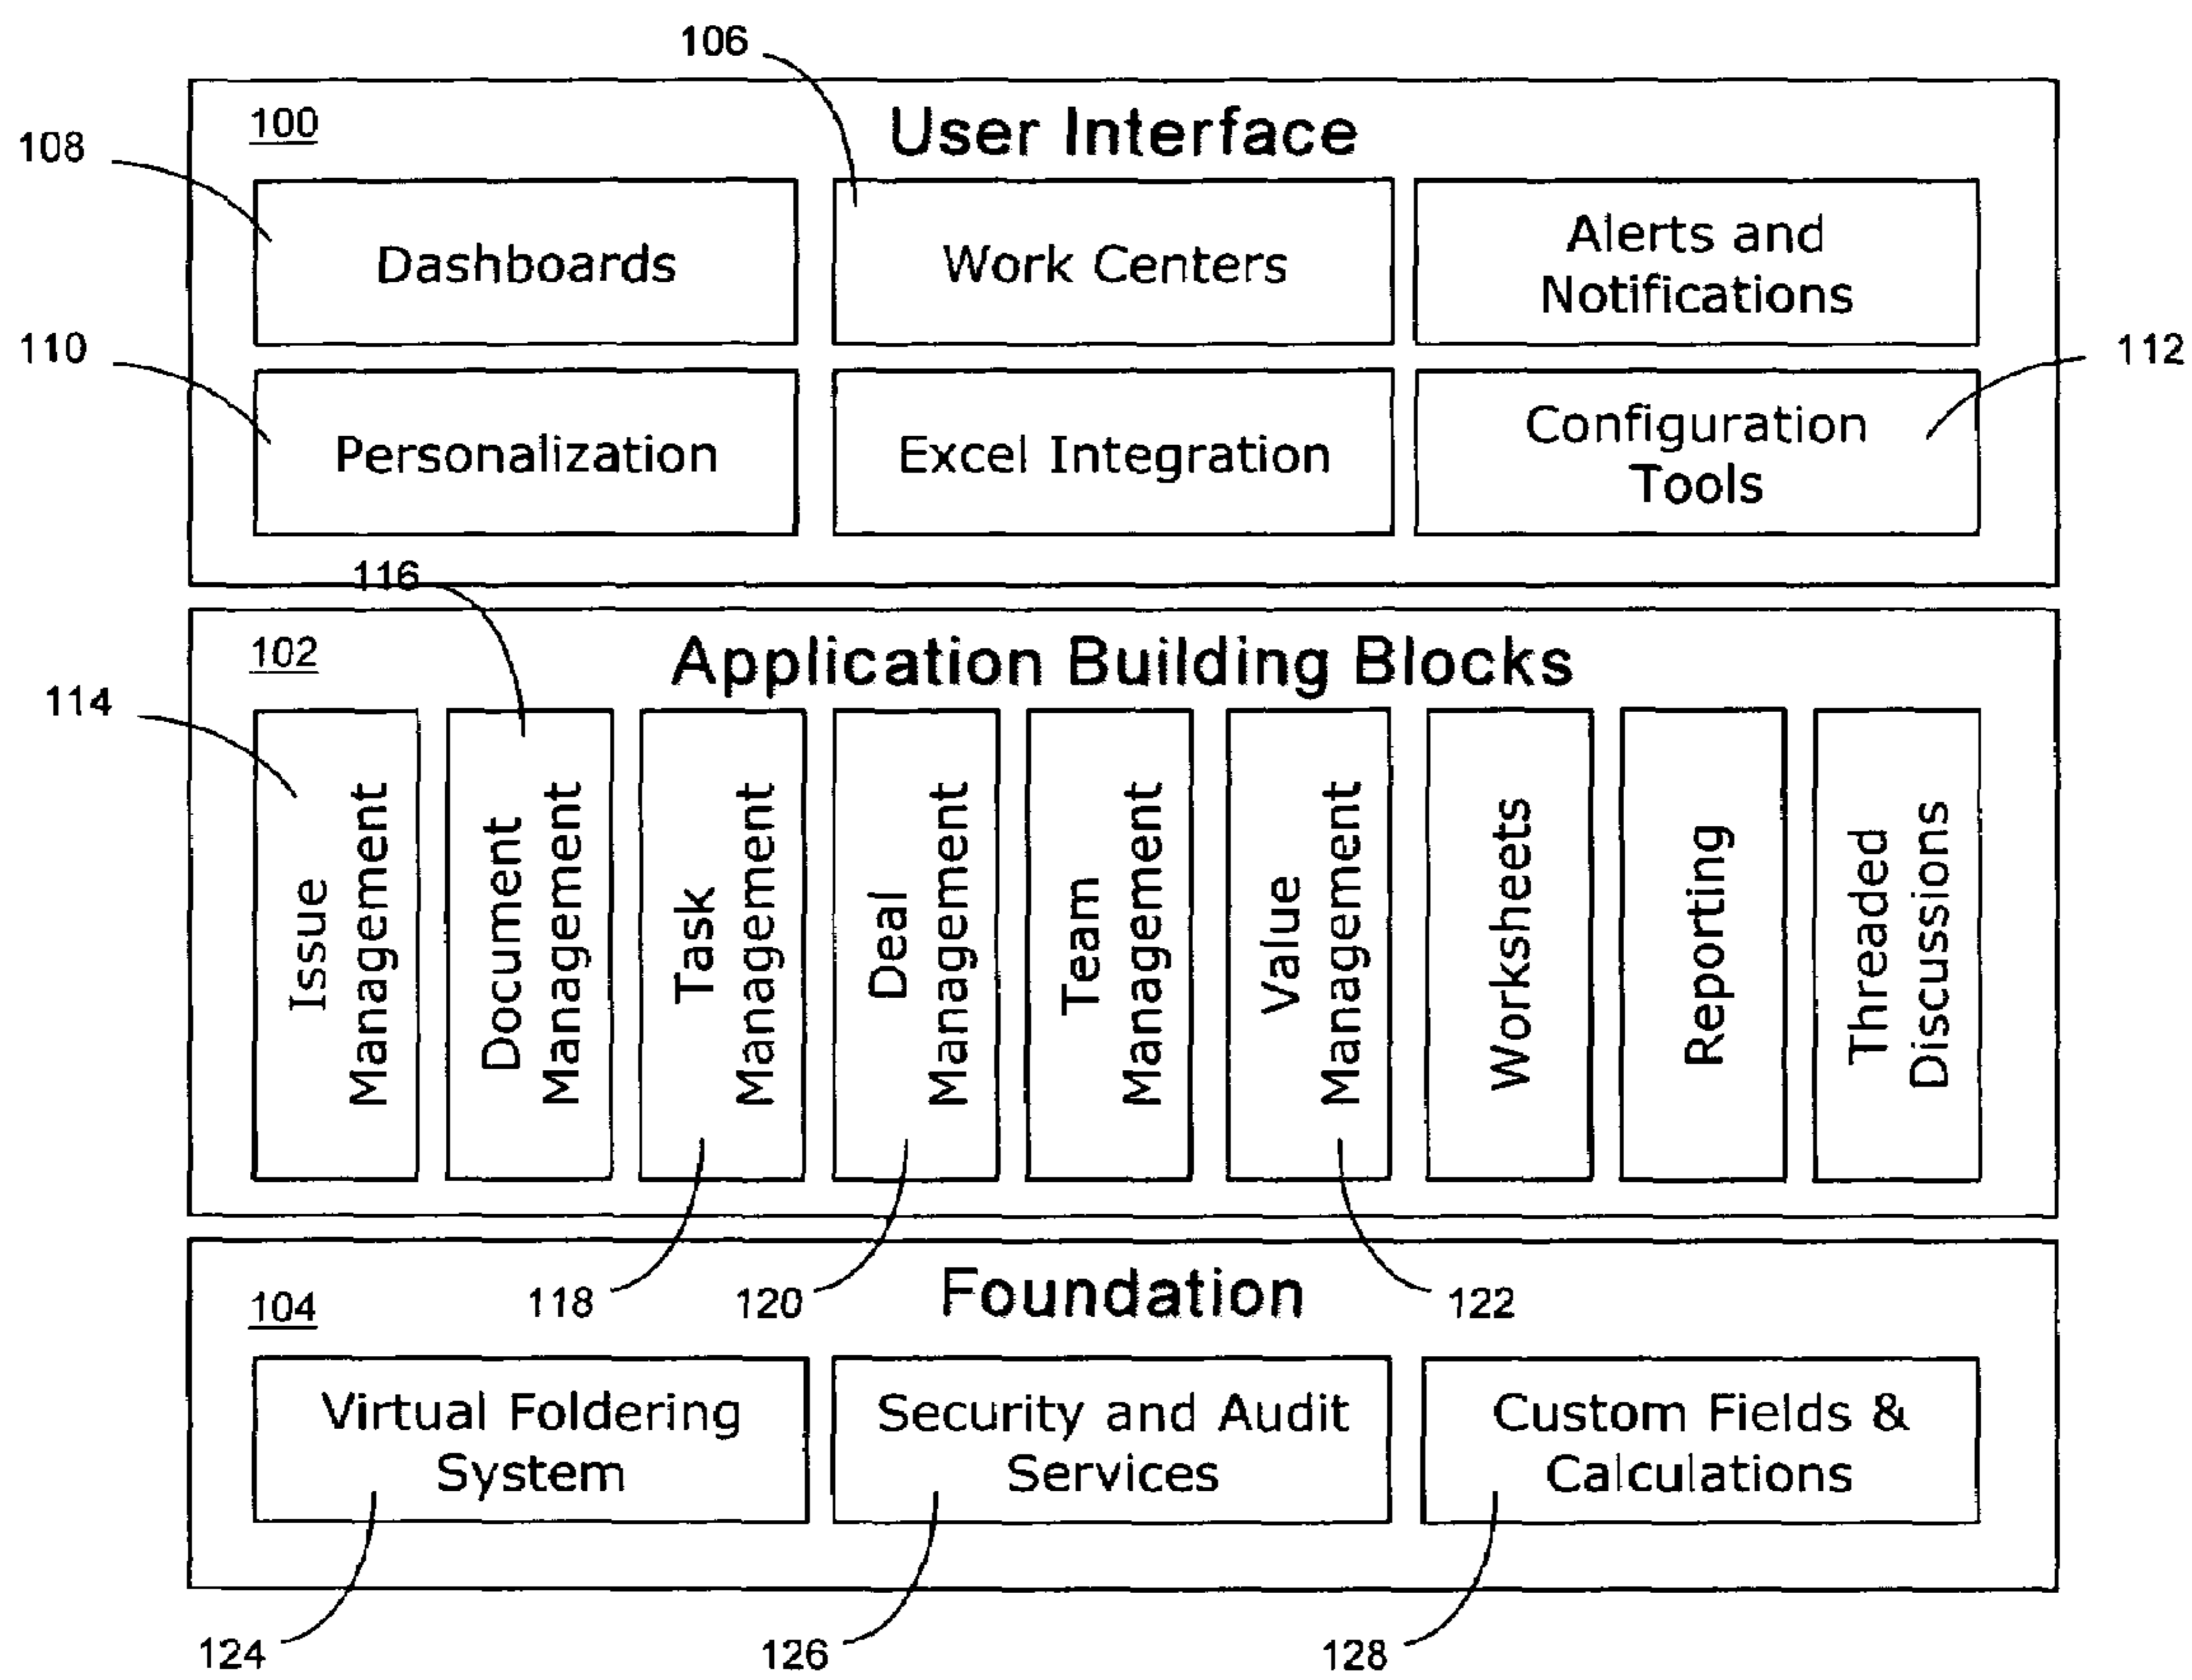 106
100
User Interface
108
Dashboards
Work Centers
Alerts and
Notifications
110
112
Personalization
Excel Integration
Configuration
Tools
116
102
Application Building Blocks
114
Issue
Management
Document
Management
Task
Management
Deal
Management
Team
Management
Value
Management
Worksheets
Reporting
Threaded
Discussions
118
120
122
104
Foundation
Virtual Foldering
System
Security and Audit
Services
Custom Fields &
Calculations
124
126
128